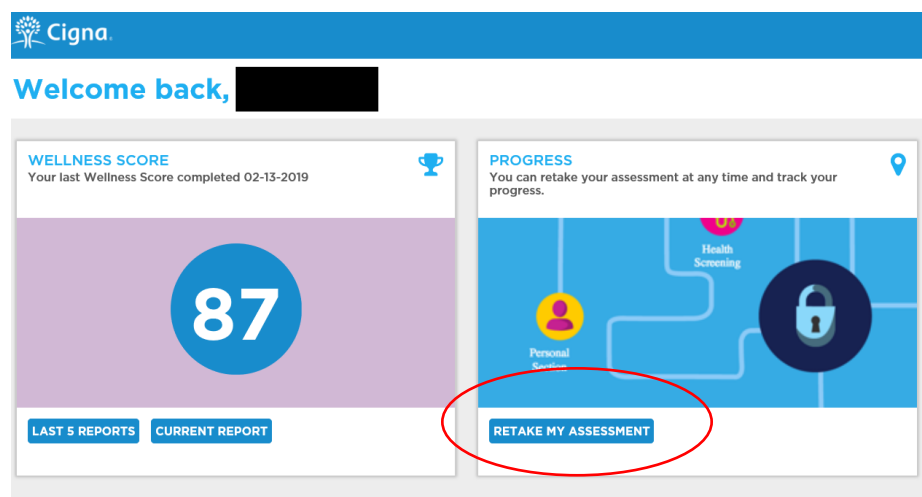 Cigna.
Welcome back,
WELLNESS SCORE
Your last Wellness Score completed 02-13-2019
87
LAST 5 REPORTS
CURRENT REPORT
PROGRESS
You can retake your assessment at any time and track your
progress.
Health
Screening
Personal
Section
RETAKE MY ASSESSMENT